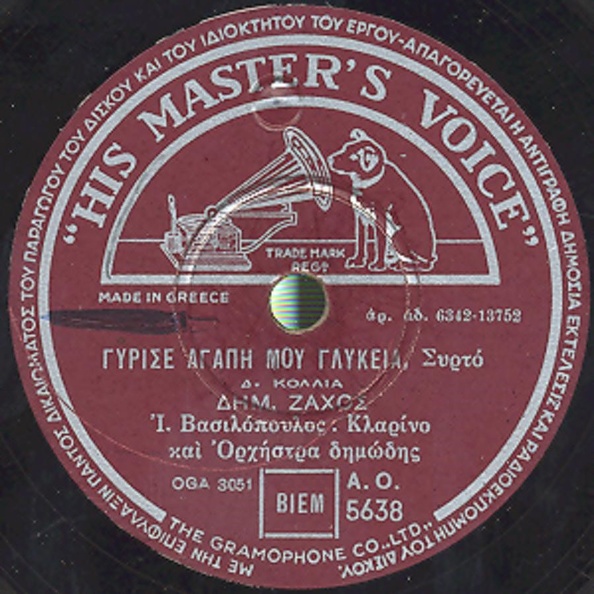 ΜΕ ΤΗΝ ΕΠΙΦΥΛΑΞΙΝ ΠΑΝΤΟΣ ΔΙΚΑΙΩΜΑΤΟΣ ΤΟΥ ΠΑΡΑΓΩΓΟΥ ΤΟΥ ΔΙΣΚΟΥ ΚΑΙ ΤΟΥ ΙΔΙΟΚΤΗΤΟΥ ΤΟΥ ΕΡΓΟΥ-ΑΠΑΓΟΡΕΥΕΤΑΙ Η ΑΝΤΙΓΡΑΦΗ ΔΗΜΟΣΙΑ ΕΚΤΕΛΕΣΙΣ ΚΑΙ ΡΑΔΙΟΕΚΠΟΜΠΗ ΤΟΥ ΔΙΣΚΟΥ.
"HIS MASTER'S VOICE"
TRADE MARK
REGD
MADE IN GREECE
ἀρ. ἀδ. 6342-13752
ΓΥΡΙΣΕ ΑΓΑΠΗ ΜΟΥ ΓΛΥΚΕΙΑ, Συρτό
Δ. ΚΟΛΛΙΑ
ΔΗΜ. ΖΑΧΟΣ
Ἰ. Βασιλόπουλος: Κλαρίνο
καὶ Ὀρχήστρα δημώδης
OGA 3051
BIEM
A. O.
5638
THE GRAMOPHONE CO., LTD.,